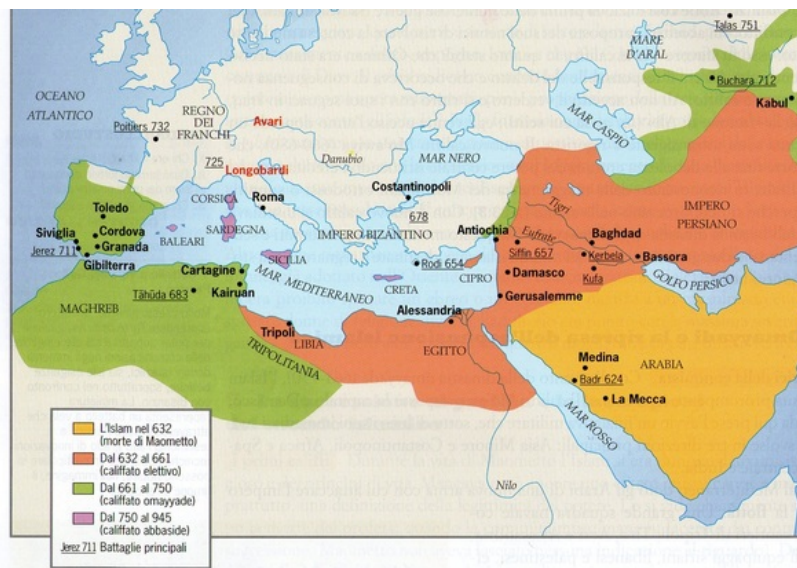 Talas 751
MARE
D'ARAL
Buchara 712
Kabul
OCEANO
ATLANTICO
REGNO
DEI
FRANCHI
Poitiers 732
Avari
725
Longobardi
Danubio
MAR NERO
MAR CASPIO
CORSICA
Roma
Costantinopoli
678
Toledo
Cordova
Siviglia
Granada
Jerez 711
Gibilterra
BALEARI
SARDEGNA
SICILIA
IMPERO BIZANTINO
Antiochia
Tigri
Eufrate
Siffin 657
Baghdad
Kerbela
Kufa
Bassora
IMPERO
PERSIANO
Rodi 654
CIPRO
CRETA
Damasco
GOLFO PERSICO
Cartagine
Kairuan
MAR MEDITERRANEO
MAGHREB
Tāhūda 683
Gerusalemme
Alessandria
Tripoli
LIBIA
TRIPOLITANIA
EGITTO
Medina
ARABIA
Badr 624
La Mecca
MAR ROSSO
Nilo
L'Islam nel 632
(morte di Maometto)
Dal 632 al 661
(califfato elettivo)
Dal 661 al 750
(califfato omayyade)
Dal 750 al 945
(califfato abbaside)
Jerez 711 Battaglie principali